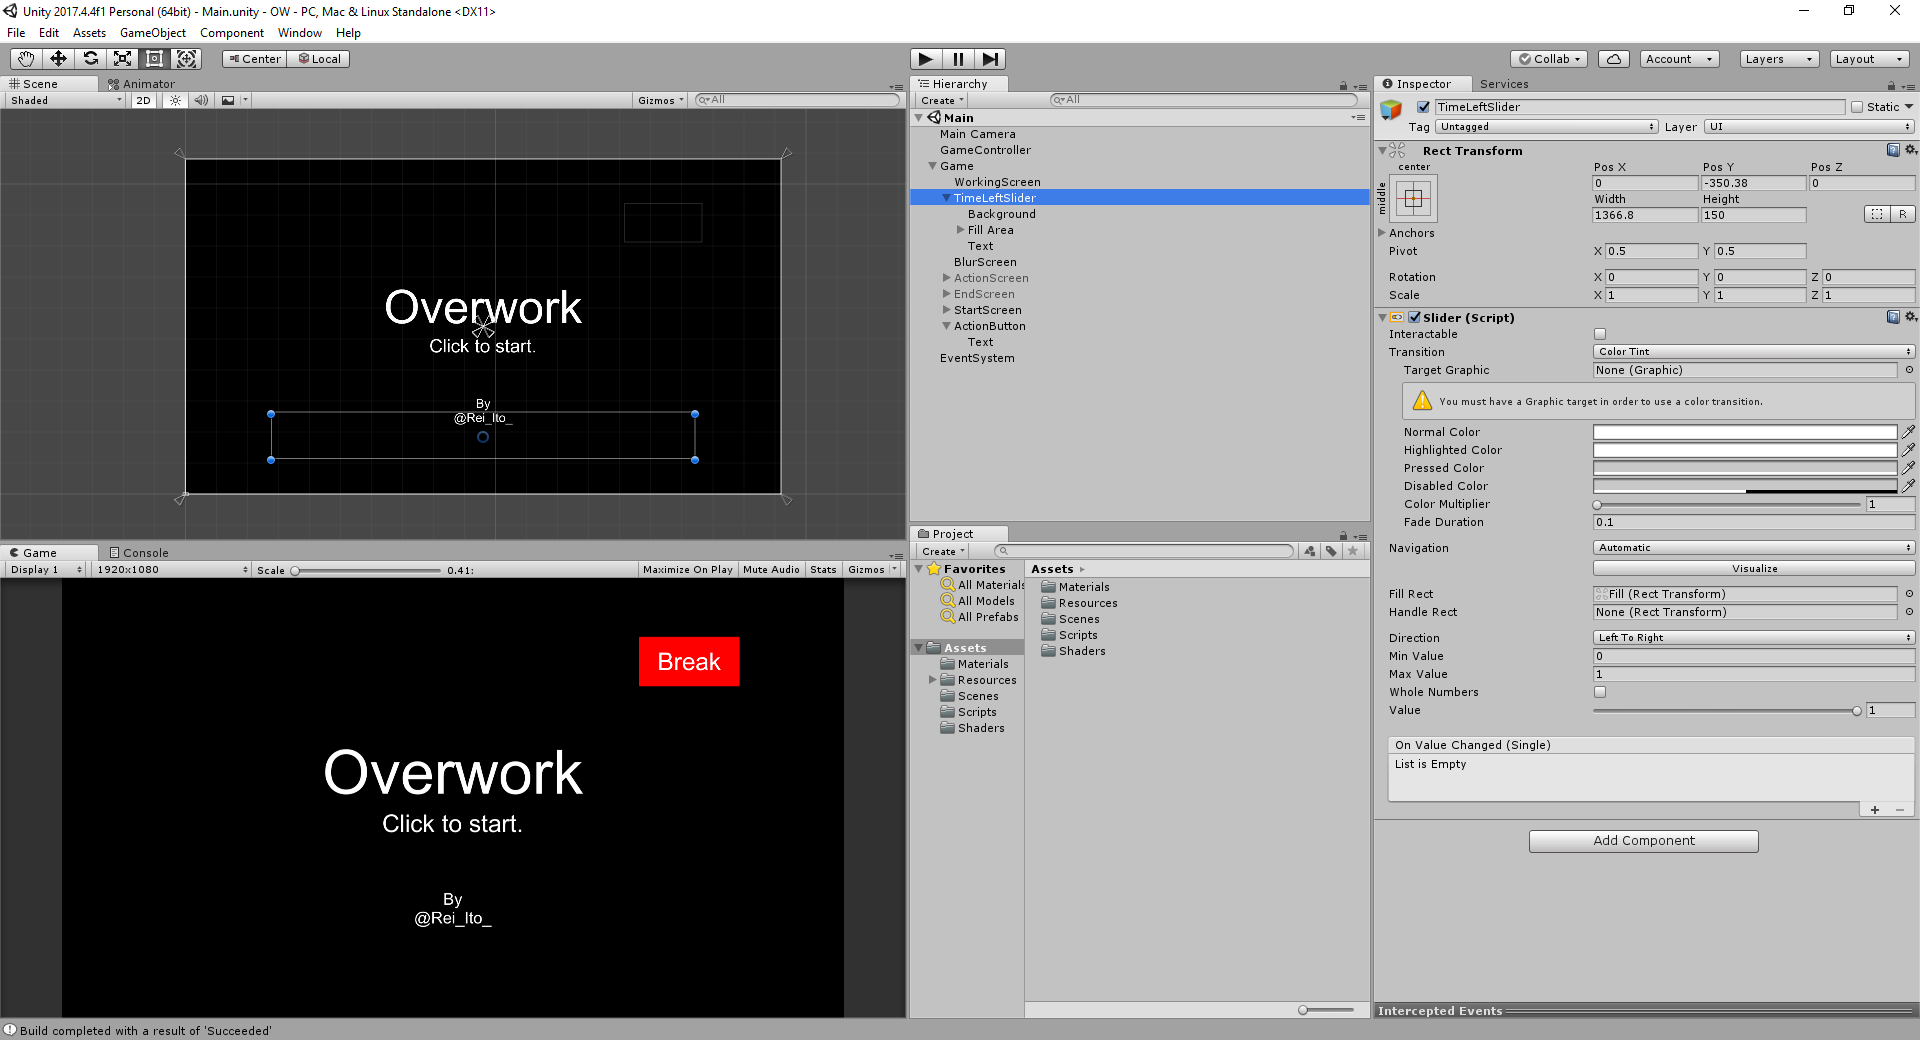 Unity 2017.4.4f1 Personal (64bit) - Main.unity - OW - PC, Mac & Linux Standalone <DX11>
File Edit Assets GameObject Component Window Help
Center Local
Collab Account Layers Layout
Scene Animator
Shaded 2D Gizmos All
Overwork
Click to start.
By
@Rei_Ito_
Game Console
Display 1 1920x1080 Scale 0.41: Maximize On Play Mute Audio Stats Gizmos
Break
Overwork
Click to start.
By
@Rei_Ito_
Hierarchy
Create All
Main
Main Camera
GameController
Game
WorkingScreen
TimeLeftSlider
Background
Fill Area
Text
BlurScreen
ActionScreen
EndScreen
StartScreen
ActionButton
Text
EventSystem
Project
Create
Favorites
All Materials
All Models
All Prefabs
Assets
Materials
Resources
Scenes
Scripts
Shaders
Assets
Materials
Resources
Scenes
Scripts
Shaders
Inspector Services
TimeLeftSlider Static
Tag Untagged Layer UI
Rect Transform
center Pos X Pos Y Pos Z
middle 0 -350.38 0
Width Height
1366.8 150 R
Anchors
Pivot X 0.5 Y 0.5
Rotation X 0 Y 0 Z 0
Scale X 1 Y 1 Z 1
Slider (Script)
Interactable
Transition Color Tint
Target Graphic None (Graphic)
You must have a Graphic target in order to use a color transition.
Normal Color
Highlighted Color
Pressed Color
Disabled Color
Color Multiplier 1
Fade Duration 0.1
Navigation Automatic
Visualize
Fill Rect Fill (Rect Transform)
Handle Rect None (Rect Transform)
Direction Left To Right
Min Value 0
Max Value 1
Whole Numbers
Value 1
On Value Changed (Single)
List is Empty
Add Component
Intercepted Events
Build completed with a result of 'Succeeded'